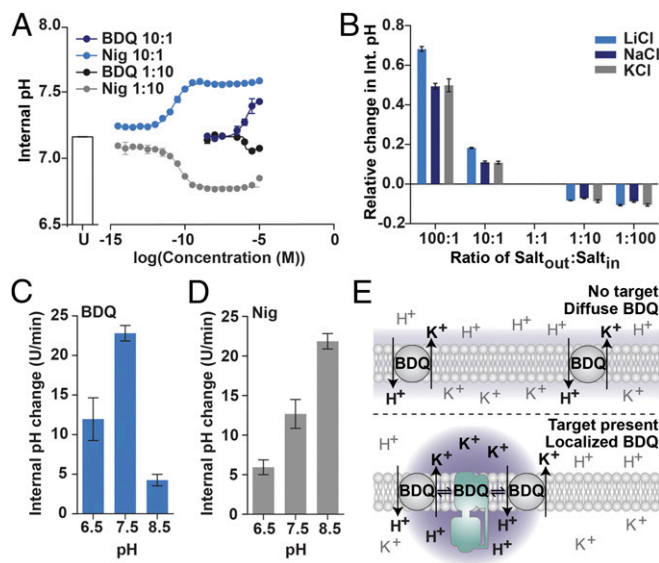 A
Internal pH
8.0
7.5
7.0
6.5
BDQ 10:1
Nig 10:1
BDQ 1:10
Nig 1:10
U
-15
-10
-5
0
log(Concentration (M))
B
Relative change in Int. pH
0.8
0.6
0.4
0.2
0.0
-0.2
LiCl
NaCl
KCl
100:1
10:1
1:1
1:10
1:100
Ratio of Salt_out:Salt_in
C
BDQ
Internal pH change (U/min)
25
20
15
10
5
0
6.5
7.5
8.5
pH
D
Nig
Internal pH change (U/min)
25
20
15
10
5
0
6.5
7.5
8.5
pH
E
No target
Diffuse BDQ
H+ H+ H+ H+ H+
K+ K+
BDQ BDQ
H+ K+ K+ K+ H+ K+
Target present
Localized BDQ
H+ K+ K+ K+ K+ H+ H+
BDQ ⇌ BDQ ⇌ BDQ
H+ H+ H+ H+
K+ K+ K+